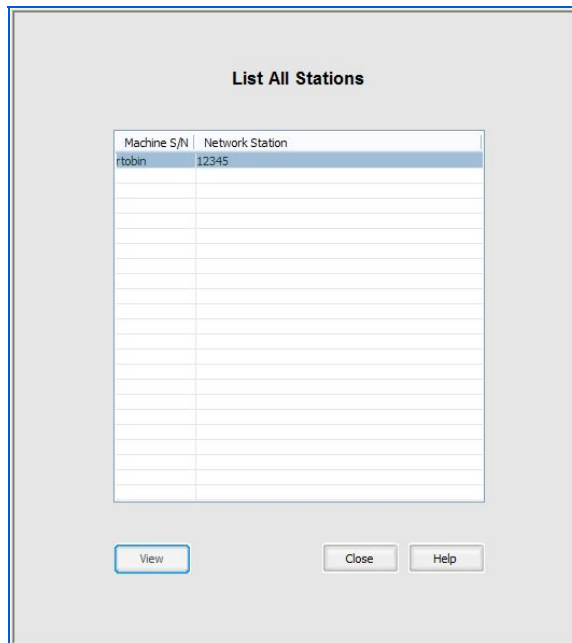 List All Stations
Machine S/N Network Station
rtobin 12345
View Close Help